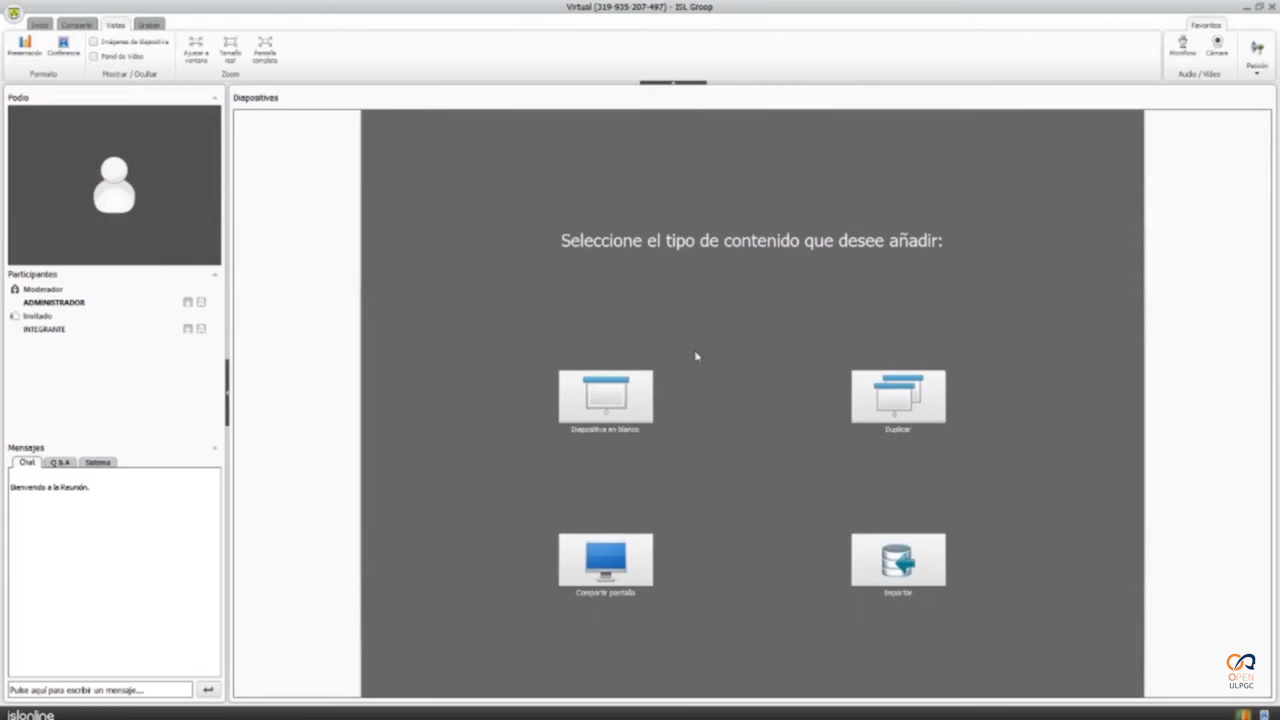 Virtual (319-935-207-497) - ISL Groop
Inicio Compartir Vistas Grabar
Favoritos
Presentación Conferencia
Imágenes de diapositiva
Panel de Vídeo
Ajustar a ventana
Tamaño real
Pantalla completa
Micrófono Cámara
Petición
Formato Mostrar / Ocultar Zoom
Audio / Vídeo
Podio
Diapositivas
Seleccione el tipo de contenido que desee añadir:
Participantes
Moderador
ADMINISTRADOR
Invitado
INTEGRANTE
Diapositiva en blanco
Duplicar
Mensajes
Chat Q & A Sistema
Bienvenido a la Reunión.
Compartir pantalla
Importar
Pulse aquí para escribir un mensaje...
OPEN
ULPGC
islonline